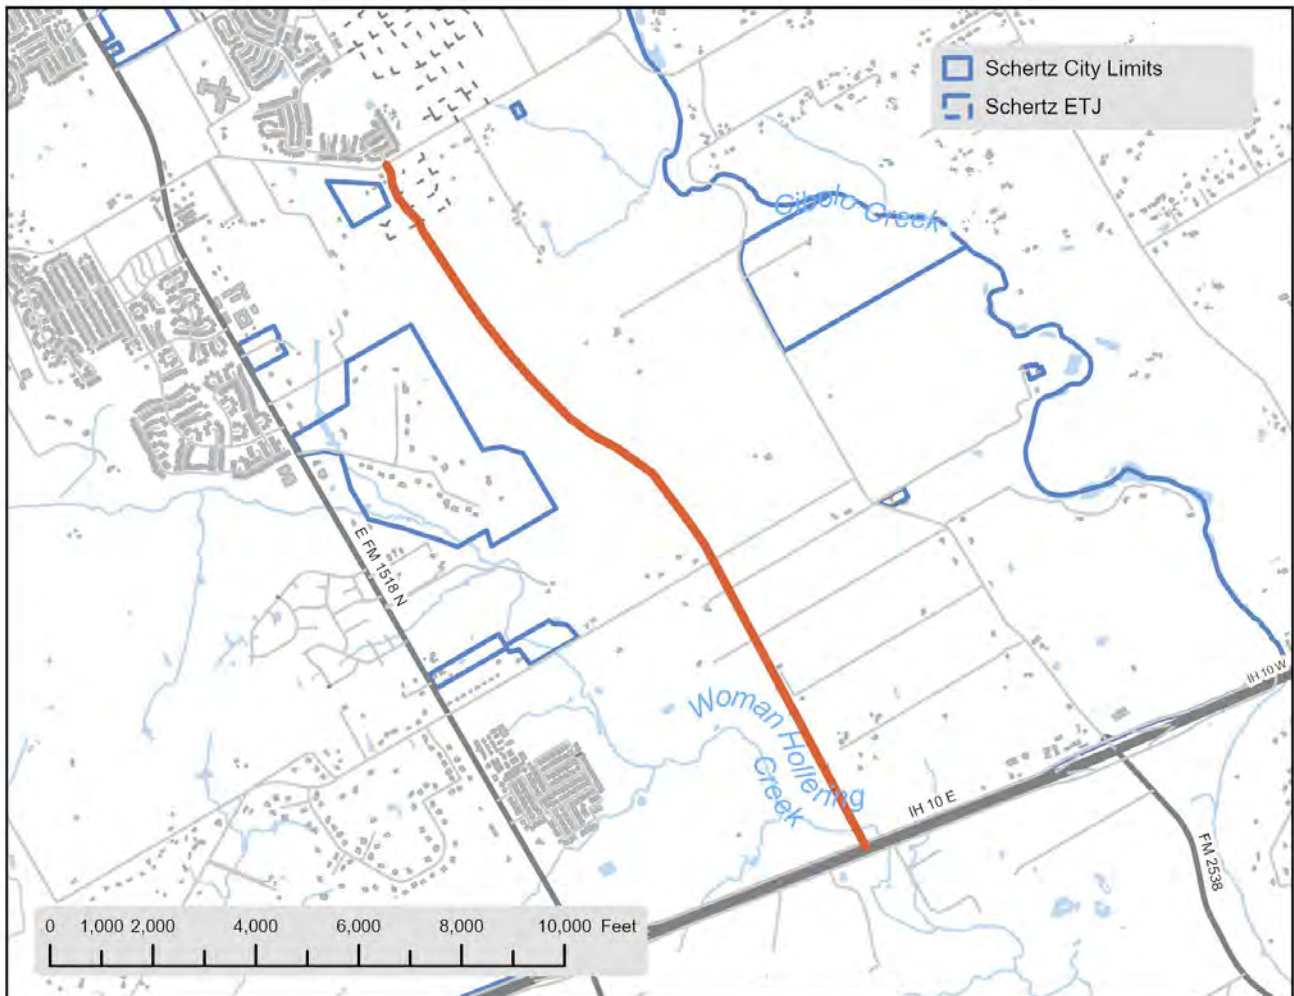 Schertz City Limits
Schertz ETJ
Cibolo Creek
E FM 1518 N
Woman Hollering
Creek
IH 10 W
IH 10 E
FM 2538
0 1,000 2,000 4,000 6,000 8,000 10,000 Feet